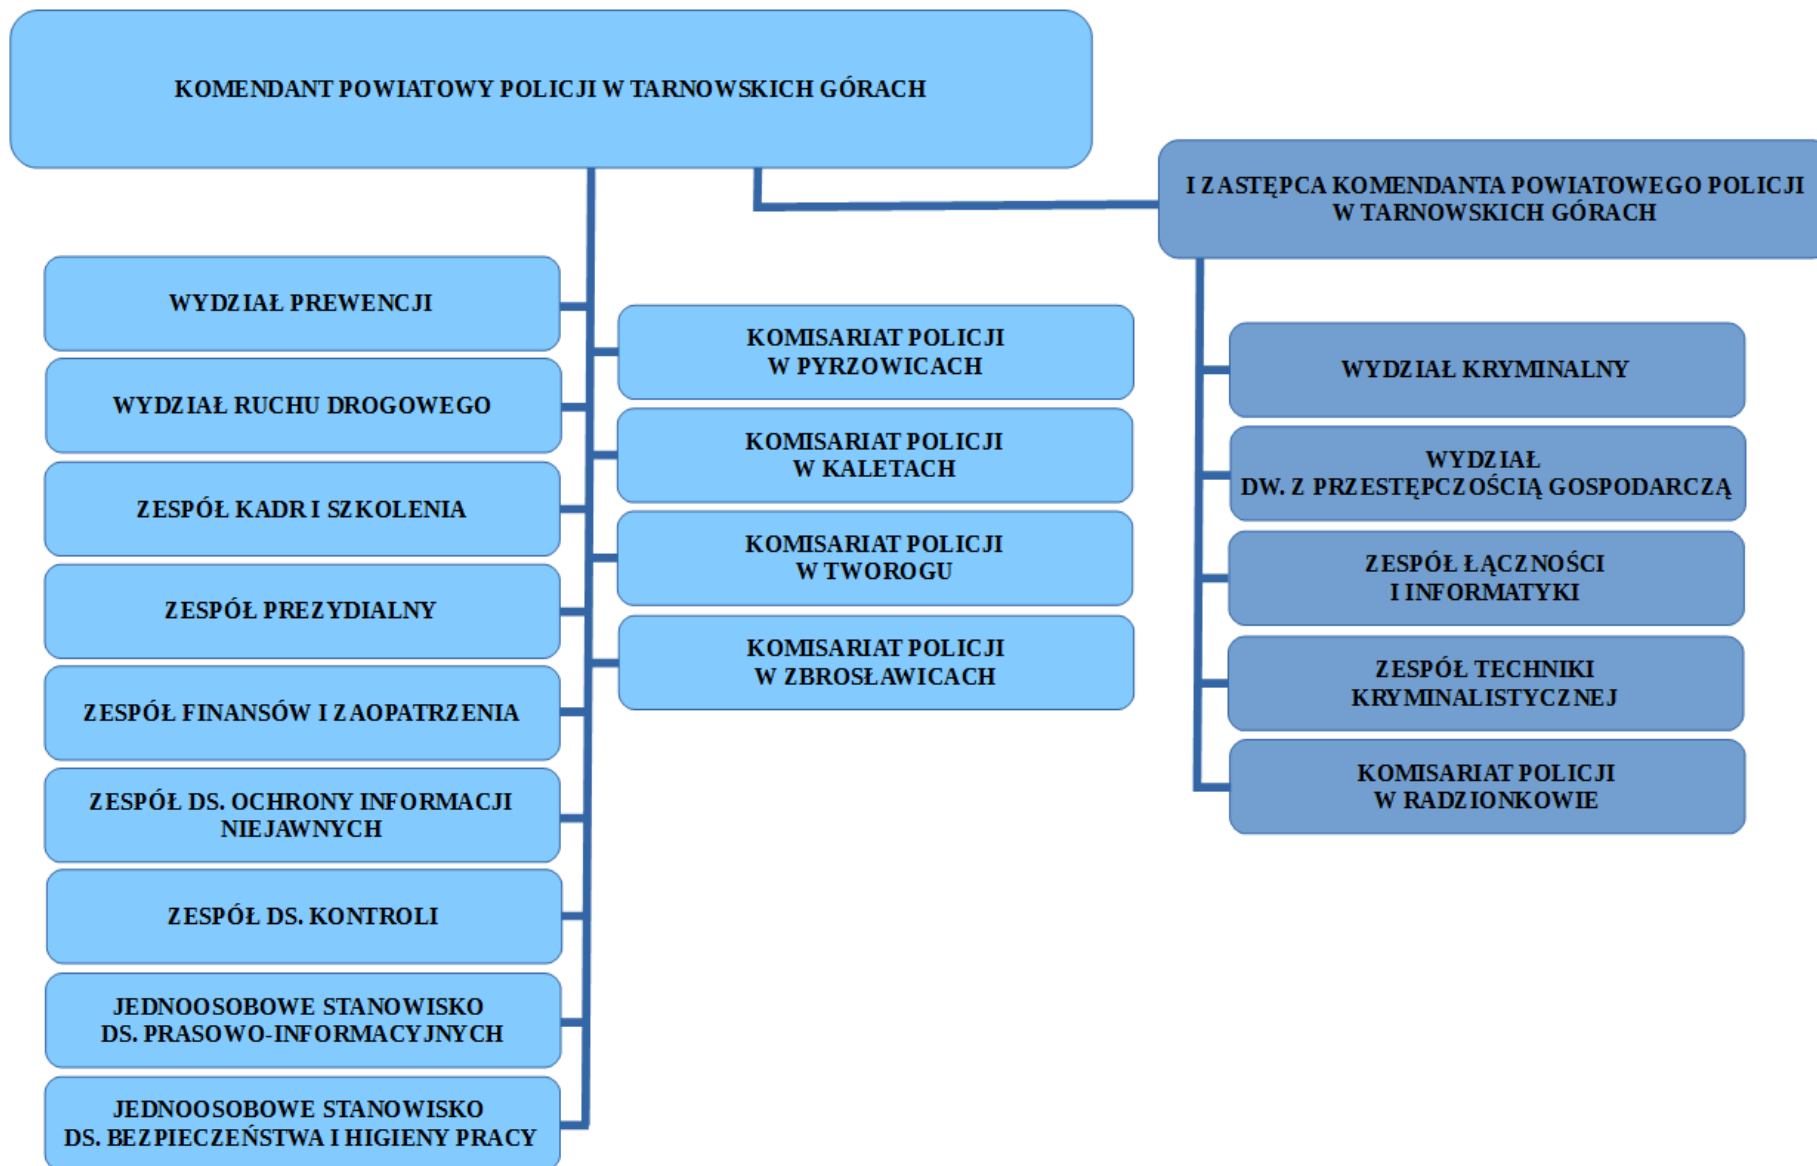 KOMENDANT POWIATOWY POLICJI W TARNOWSKICH GÓRACH
I ZASTĘPCA KOMENDANTA POWIATOWEGO POLICJI
W TARNOWSKICH GÓRACH
WYDZIAŁ PREWENCJI
WYDZIAŁ RUCHU DROGOWEGO
ZESPÓŁ KADR I SZKOLENIA
ZESPÓŁ PREZYDIALNY
ZESPÓŁ FINANSÓW I ZAOPATRZENIA
ZESPÓŁ DS. OCHRONY INFORMACJI
NIEJAWNYCH
ZESPÓŁ DS. KONTROLI
JEDNOOSOBOWE STANOWISKO
DS. PRASOWO-INFORMACYJNYCH
JEDNOOSOBOWE STANOWISKO
DS. BEZPIECZEŃSTWA I HIGIENY PRACY
KOMISARIAT POLICJI
W PYRZOWICACH
KOMISARIAT POLICJI
W KALETACH
KOMISARIAT POLICJI
W TWOROGU
KOMISARIAT POLICJI
W ZBROSŁAWICACH
WYDZIAŁ KRYMINALNY
WYDZIAŁ
DW. Z PRZESTĘPCZOŚCIĄ GOSPODARCZĄ
ZESPÓŁ ŁĄCZNOŚCI
I INFORMATYKI
ZESPÓŁ TECHNIKI
KRYMINALISTYCZNEJ
KOMISARIAT POLICJI
W RADZIONKOWIE